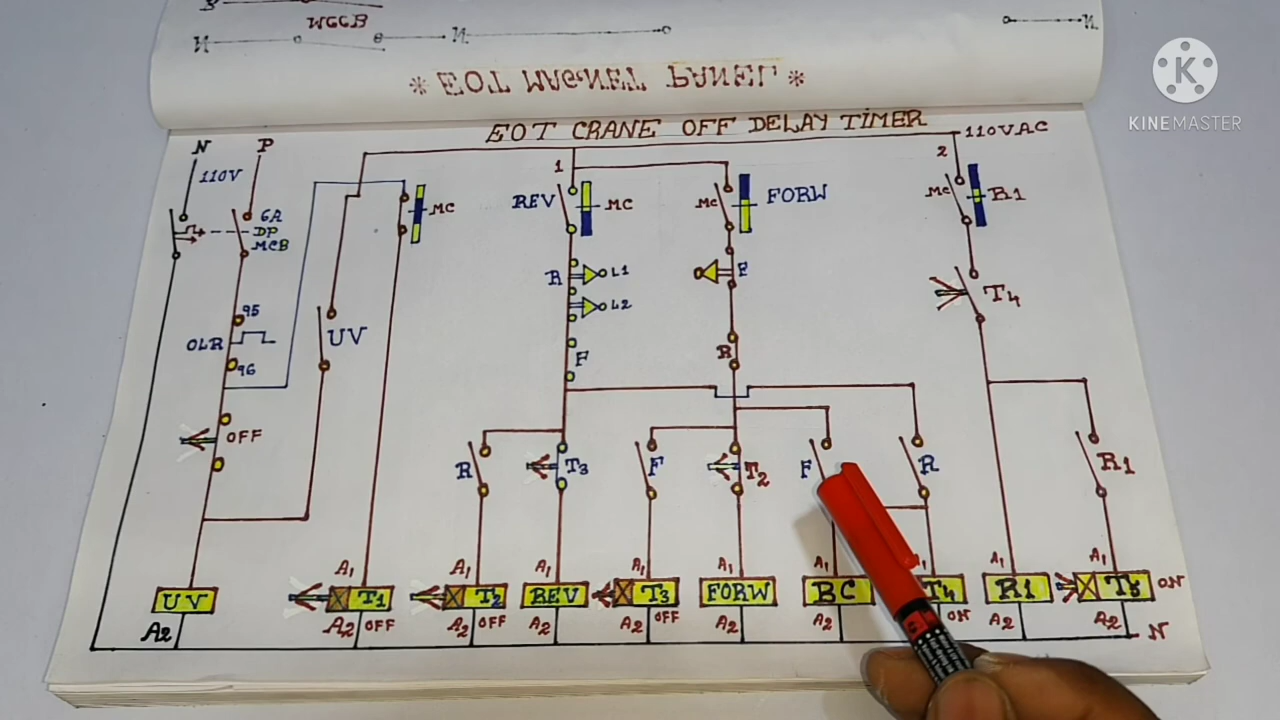 MCCB
N N N
* EOT MAGNET PANEL *
K
KINEMASTER
EOT CRANE OFF DELAY TIMER
110V AC
N P
110V
1
2
6A
DP
MCB
MC
REV MC
MC FORW
MC R1
R L1
L2
F
95
OLR
96
UV
T4
F
R
OFF
R T3 F T2 F R R1
A1 A1 A1 A1 A1 A1 A1 A1
UV T1 T2 REV T3 FORW BC T4 R1 T5 ON
A2 A2 OFF A2 OFF A2 A2 OFF A2 A2 ON A2 A2
N